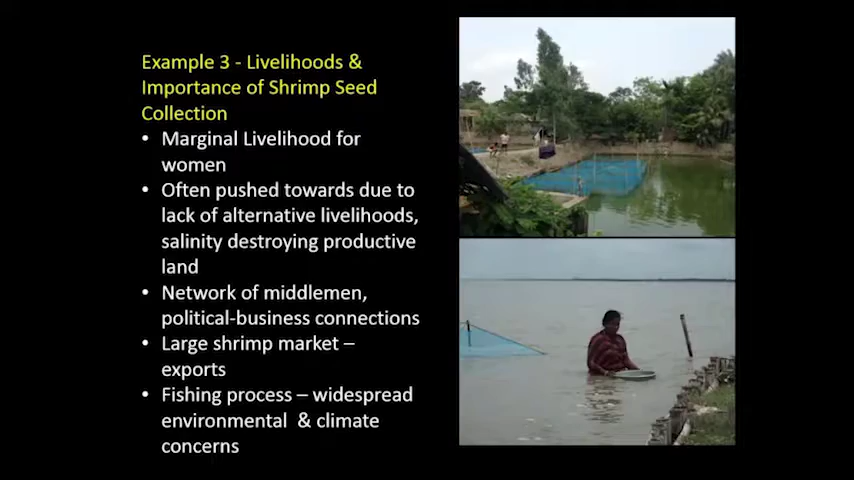 Example 3 - Livelihoods &
Importance of Shrimp Seed
Collection
• Marginal Livelihood for
women
• Often pushed towards due to
lack of alternative livelihoods,
salinity destroying productive
land
• Network of middlemen,
political-business connections
• Large shrimp market –
exports
• Fishing process – widespread
environmental & climate
concerns